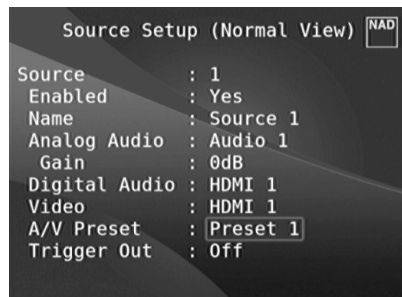 Source Setup (Normal View) NAD
Source : 1
Enabled : Yes
Name : Source 1
Analog Audio : Audio 1
Gain : 0dB
Digital Audio : HDMI 1
Video : HDMI 1
A/V Preset : Preset 1
Trigger Out : Off